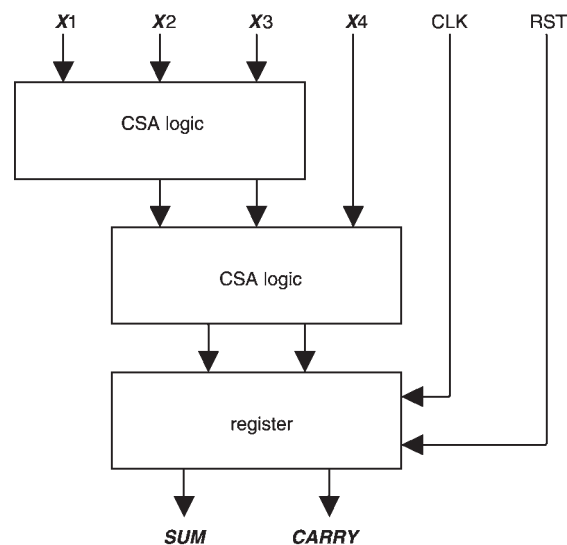 X1 X2 X3 X4 CLK RST
CSA logic
CSA logic
register
SUM CARRY